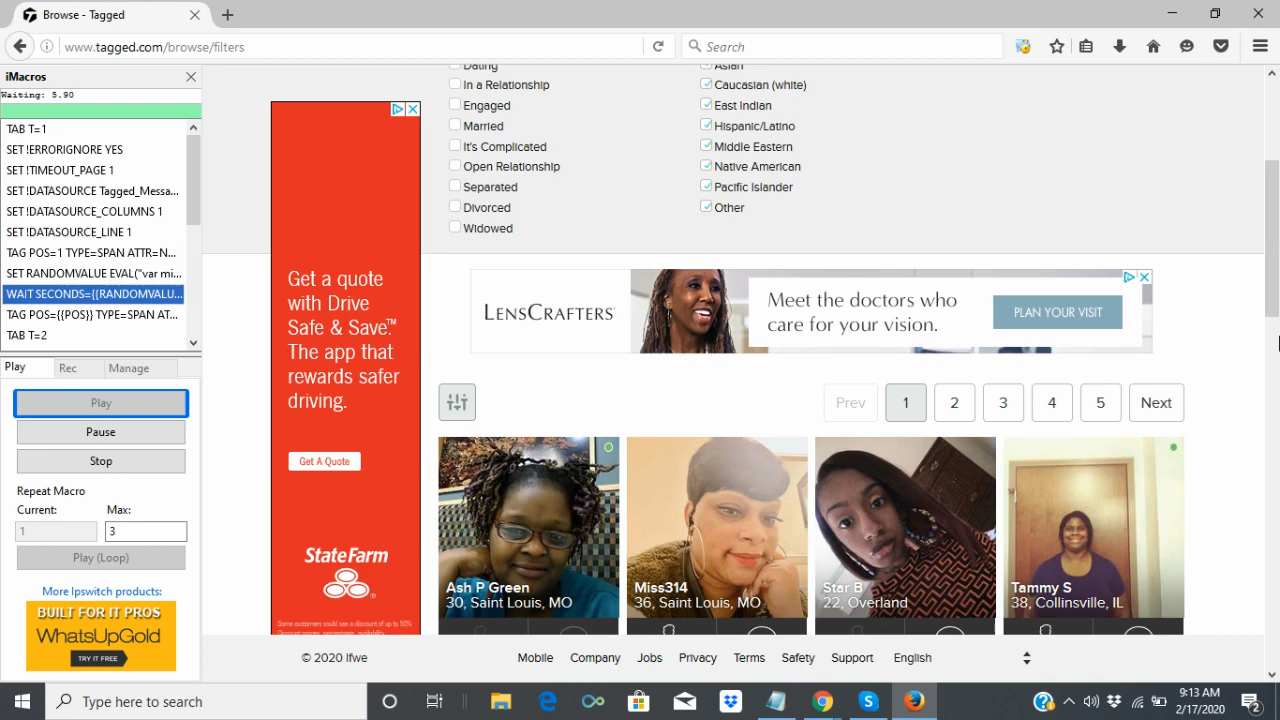 Browse - Tagged
www.tagged.com/browse/filters
Search
iMacros
Waiting: 5.90
TAB T=1
SET !ERRORIGNORE YES
SET !TIMEOUT_PAGE 1
SET !DATASOURCE Tagged_Messa...
SET !DATASOURCE_COLUMNS 1
SET !DATASOURCE_LINE 1
TAG POS=1 TYPE=SPAN ATTR=N...
SET RANDOMVALUE EVAL("var mi...
WAIT SECONDS={{RANDOMVALU...
TAG POS={{POS}} TYPE=SPAN AT...
TAB T=2
Play Rec Manage
Play
Pause
Stop
Repeat Macro
Current: Max:
1 3
Play (Loop)
More Ipswitch products:
BUILT FOR IT PROS
WhatsUpGold
TRY IT FREE
Dating
In a Relationship
Engaged
Married
It's Complicated
Open Relationship
Separated
Divorced
Widowed
Asian
Caucasian (white)
East Indian
Hispanic/Latino
Middle Eastern
Native American
Pacific Islander
Other
Get a quote
with Drive
Safe & Save.™
The app that
rewards safer
driving.
Get A Quote
StateFarm
Some customers could see a discount of up to 50%.
LENSCRAFTERS
Meet the doctors who
care for your vision.
PLAN YOUR VISIT
Prev 1 2 3 4 5 Next
Ash P Green
30, Saint Louis, MO
Miss314
36, Saint Louis, MO
Star B
22, Overland
Tammy S
38, Collinsville, IL
© 2020 Ifwe Mobile Company Jobs Privacy Terms Safety Support English
Type here to search
9:13 AM
2/17/2020
2